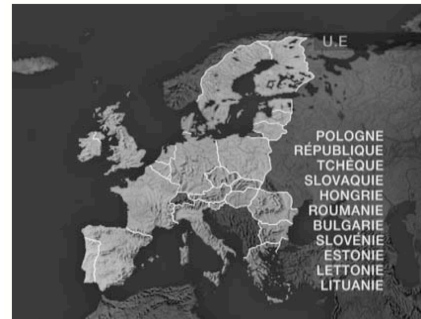 U.E
POLOGNE
RÉPUBLIQUE
TCHÈQUE
SLOVAQUIE
HONGRIE
ROUMANIE
BULGARIE
SLOVÉNIE
ESTONIE
LETTONIE
LITUANIE